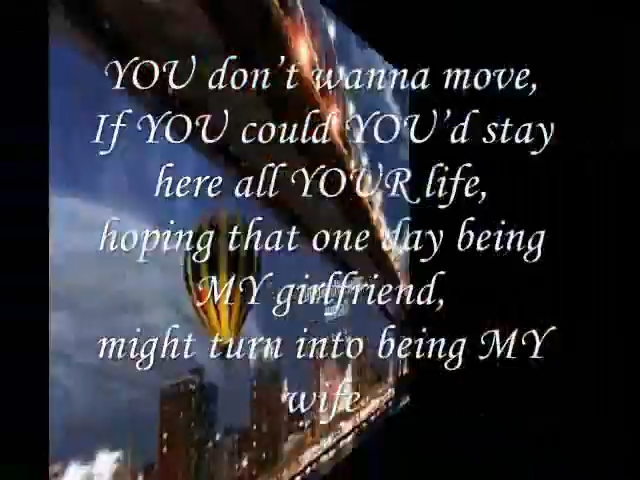 YOU don't wanna move,
If YOU could YOU'd stay
here all YOUR life,
hoping that one day being
MY girlfriend,
might turn into being MY
wife